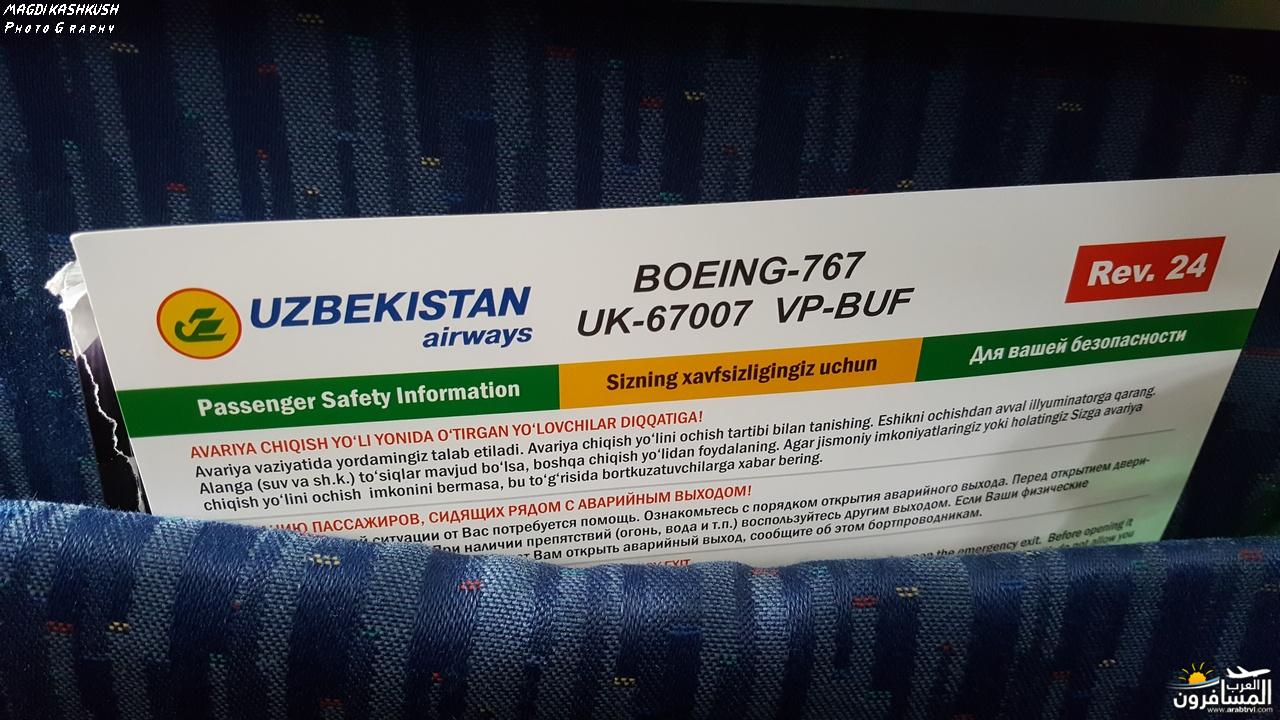 MAGDI KASHKUSH
PHOTOGRAPHY
UZBEKISTAN
airways
BOEING-767
UK-67007 VP-BUF
Rev. 24
Passenger Safety Information
Sizning xavfsizligingiz uchun
Для вашей безопасности
AVARIYA CHIQISH YO‘LI YONIDA O‘TIRGAN YO‘LOVCHILAR DIQQATIGA!
Avariya vaziyatida yordamingiz talab etiladi. Avariya chiqish yo‘lini ochish tartibi bilan tanishing. Eshikni ochishdan avval illyuminatorga qarang.
Alanga (suv va sh.k.) to‘siqlar mavjud bo‘lsa, boshqa chiqish yo‘lidan foydalaning. Agar jismoniy imkoniyatlaringiz yoki holatingiz Sizga avariya
chiqish yo‘lini ochish imkonini bermasa, bu to‘g‘risida bortkuzatuvchilarga xabar bering.
ПАССАЖИРОВ, СИДЯЩИХ РЯДОМ С АВАРИЙНЫМ ВЫХОДОМ!
ситуации от Вас потребуется помощь. Ознакомьтесь с порядком открытия аварийного выхода. Перед открытием двери-
При наличии препятствий (огонь, вода и т.п.) воспользуйтесь другим выходом. Если Ваши физические
Вам открыть аварийный выход, сообщите об этом бортпроводникам.
EXIT
the emergency exit. Before opening it
not allow you
العرب
المسافرون
www.arabtrvl.com